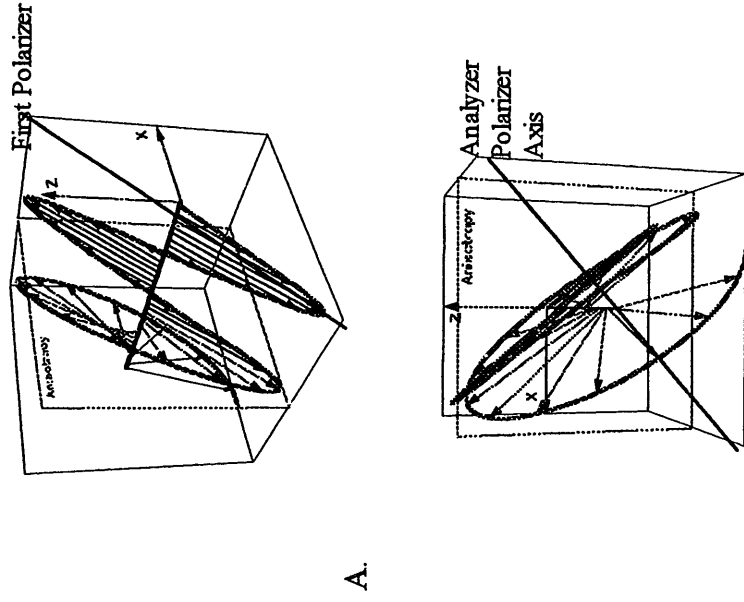 First Polarizer
X
Z
Anisotropy
Analyzer
Polarizer
Axis
Anisotropy
Z
X
A.